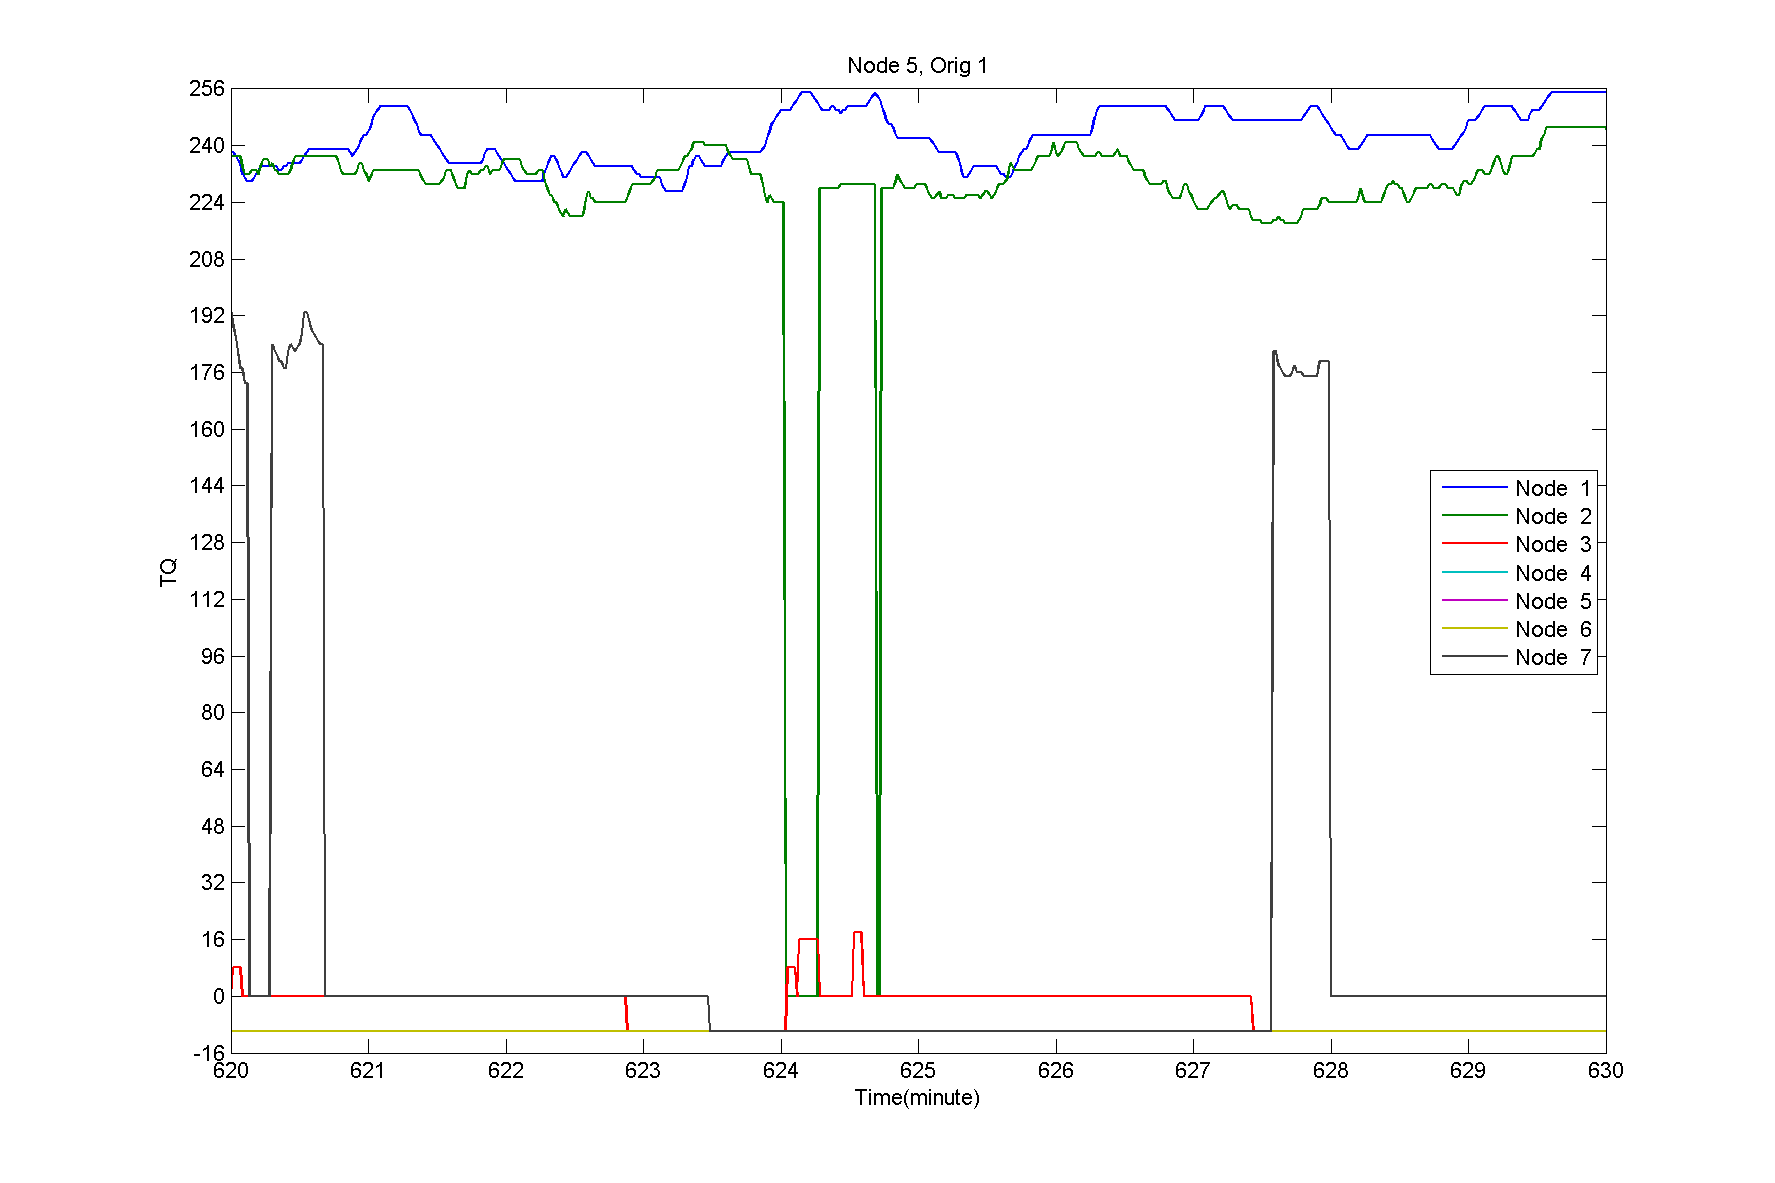 Node 5, Orig 1
256
240
224
208
192
176
160
144
128
112
96
80
64
48
32
16
0
-16
TQ
Node 1
Node 2
Node 3
Node 4
Node 5
Node 6
Node 7
620 621 622 623 624 625 626 627 628 629 630
Time(minute)